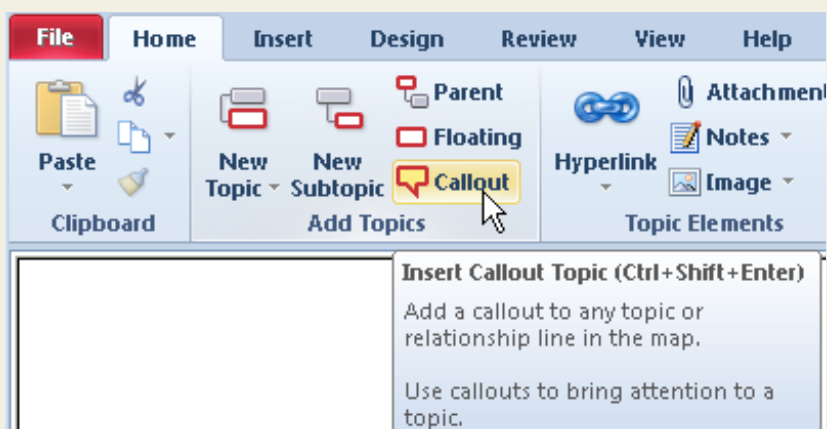 File Home Insert Design Review View Help
Paste
Clipboard
New Topic
New Subtopic
Parent
Floating
Callout
Add Topics
Hyperlink
Attachment
Notes
Image
Topic Elements
Insert Callout Topic (Ctrl+Shift+Enter)
Add a callout to any topic or
relationship line in the map.
Use callouts to bring attention to a
topic.